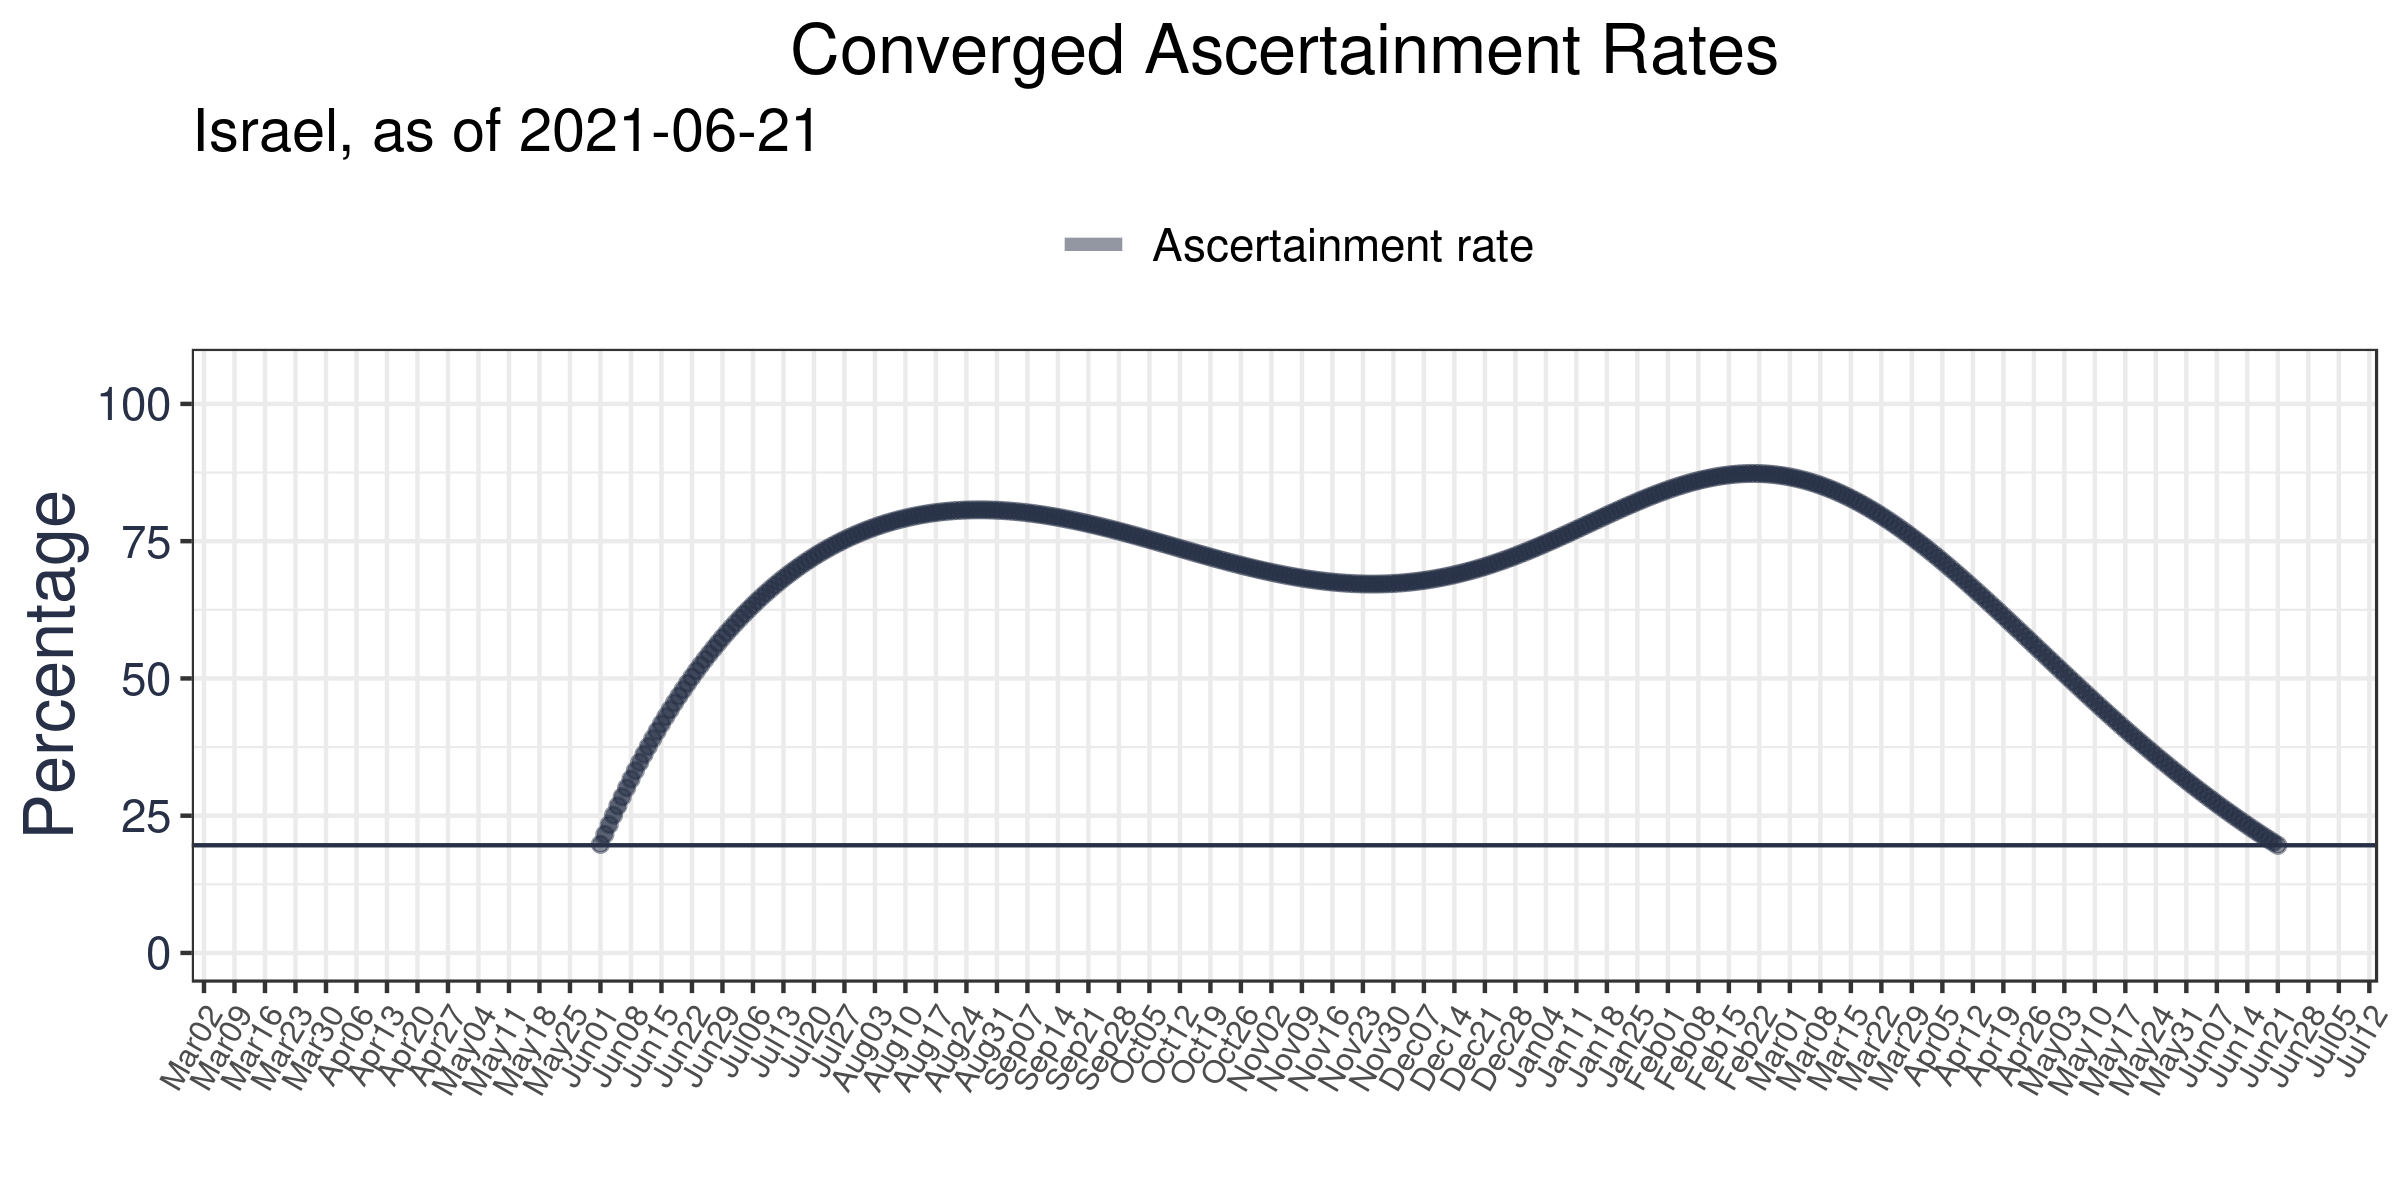 Converged Ascertainment Rates
Israel, as of 2021-06-21
Ascertainment rate
Percentage
100
75
50
25
0
Mar02
Mar09
Mar16
Mar23
Mar30
Apr06
Apr13
Apr20
Apr27
May04
May11
May18
May25
Jun01
Jun08
Jun15
Jun22
Jun29
Jul06
Jul13
Jul20
Jul27
Aug03
Aug10
Aug17
Aug24
Aug31
Sep07
Sep14
Sep21
Sep28
Oct05
Oct12
Oct19
Oct26
Nov02
Nov09
Nov16
Nov23
Nov30
Dec07
Dec14
Dec21
Dec28
Jan04
Jan11
Jan18
Jan25
Feb01
Feb08
Feb15
Feb22
Mar01
Mar08
Mar15
Mar22
Mar29
Apr05
Apr12
Apr19
Apr26
May03
May10
May17
May24
May31
Jun07
Jun14
Jun21
Jun28
Jul05
Jul12